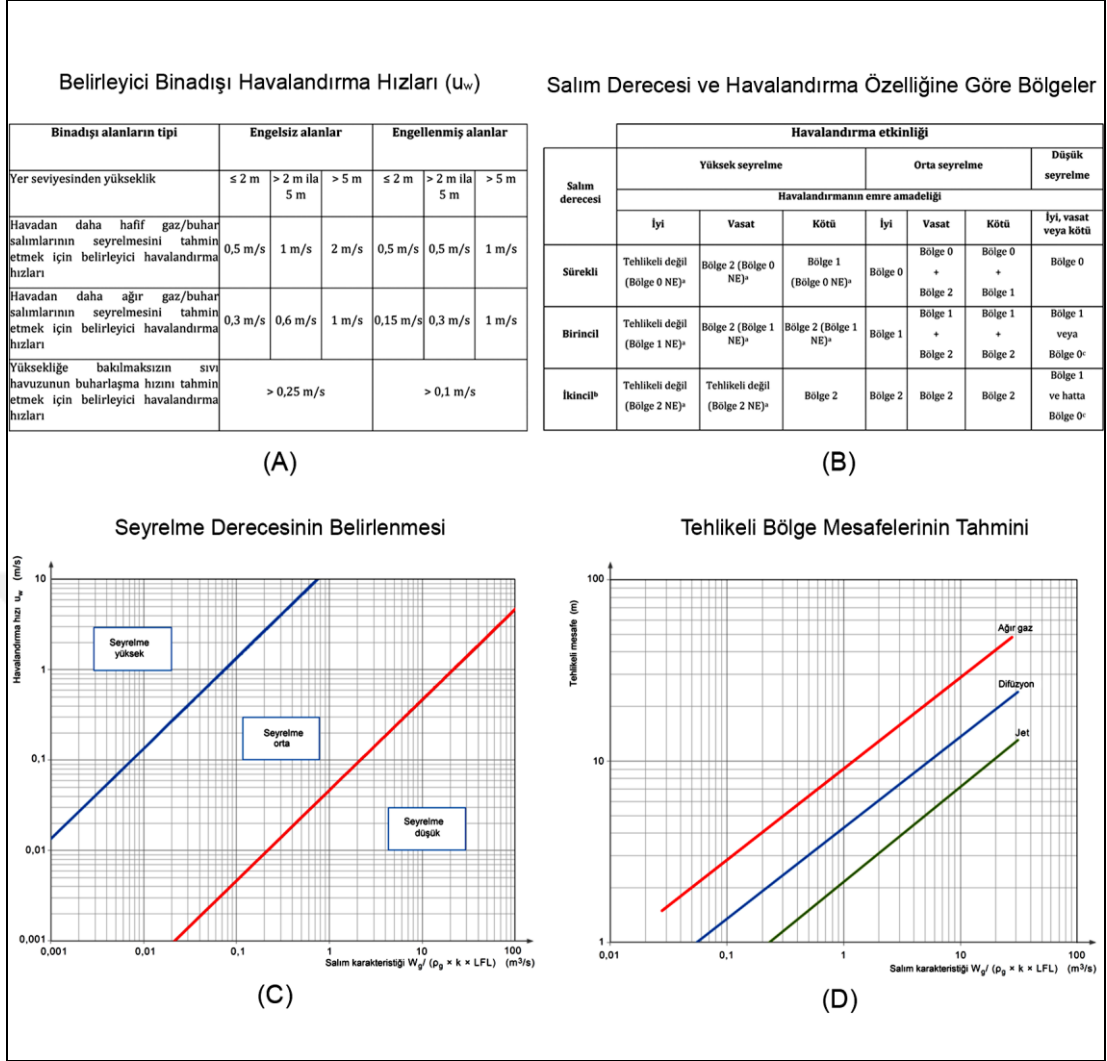 Belirleyici Binadışı Havalandırma Hızları (uw)
Binadışı alanların tipi
Engelsiz alanlar
Engellenmiş alanlar
Yer seviyesinden yükseklik
≤ 2 m
> 2 m ila
5 m
> 5 m
≤ 2 m
> 2 m ila
5 m
> 5 m
Havadan daha hafif gaz/buhar
salımlarının seyrelmesini tahmin
etmek için belirleyici havalandırma
hızları
0,5 m/s
1 m/s
2 m/s
0,5 m/s
0,5 m/s
1 m/s
Havadan daha ağır gaz/buhar
salımlarının seyrelmesini tahmin
etmek için belirleyici havalandırma
hızları
0,3 m/s
0,6 m/s
1 m/s
0,15 m/s
0,3 m/s
1 m/s
Yüksekliğe bakılmaksızın sıvı
havuzunun buharlaşma hızını tahmin
etmek için belirleyici havalandırma
hızları
> 0,25 m/s
> 0,1 m/s
(A)
Salım Derecesi ve Havalandırma Özelliğine Göre Bölgeler
Salım
derecesi
Havalandırma etkinliği
Yüksek seyrelme
Orta seyrelme
Düşük
seyrelme
Havalandırmanın emre amadeliği
İyi
Vasat
Kötü
İyi
Vasat
Kötü
İyi, vasat
veya kötü
Sürekli
Tehlikeli değil
(Bölge 0 NE)ᵃ
Bölge 2 (Bölge 0
NE)ᵃ
Bölge 1
(Bölge 0 NE)ᵃ
Bölge 0
Bölge 0
+
Bölge 2
Bölge 0
+
Bölge 1
Bölge 0
Birincil
Tehlikeli değil
(Bölge 1 NE)ᵃ
Bölge 2 (Bölge 1
NE)ᵃ
Bölge 2 (Bölge 1
NE)ᵃ
Bölge 1
Bölge 1
+
Bölge 2
Bölge 1
+
Bölge 2
Bölge 1
veya
Bölge 0ᶜ
İkincilᵇ
Tehlikeli değil
(Bölge 2 NE)ᵃ
Tehlikeli değil
(Bölge 2 NE)ᵃ
Bölge 2
Bölge 2
Bölge 2
Bölge 2
Bölge 1
ve hatta
Bölge 0ᶜ
(B)
Seyrelme Derecesinin Belirlenmesi
Havalandırma hızı uw (m/s)
10
1
0,1
0,01
0,001
Seyrelme
yüksek
Seyrelme
orta
Seyrelme
düşük
0,001
0,01
0,1
1
10
100
Salım karakteristiği Wg/ (ρg × k × LFL) (m³/s)
(C)
Tehlikeli Bölge Mesafelerinin Tahmini
Tehlikeli mesafe (m)
100
10
1
Ağır gaz
Difüzyon
Jet
0,01
0,1
1
10
100
Salım karakteristiği Wg/ (ρg × k × LFL) (m³/s)
(D)